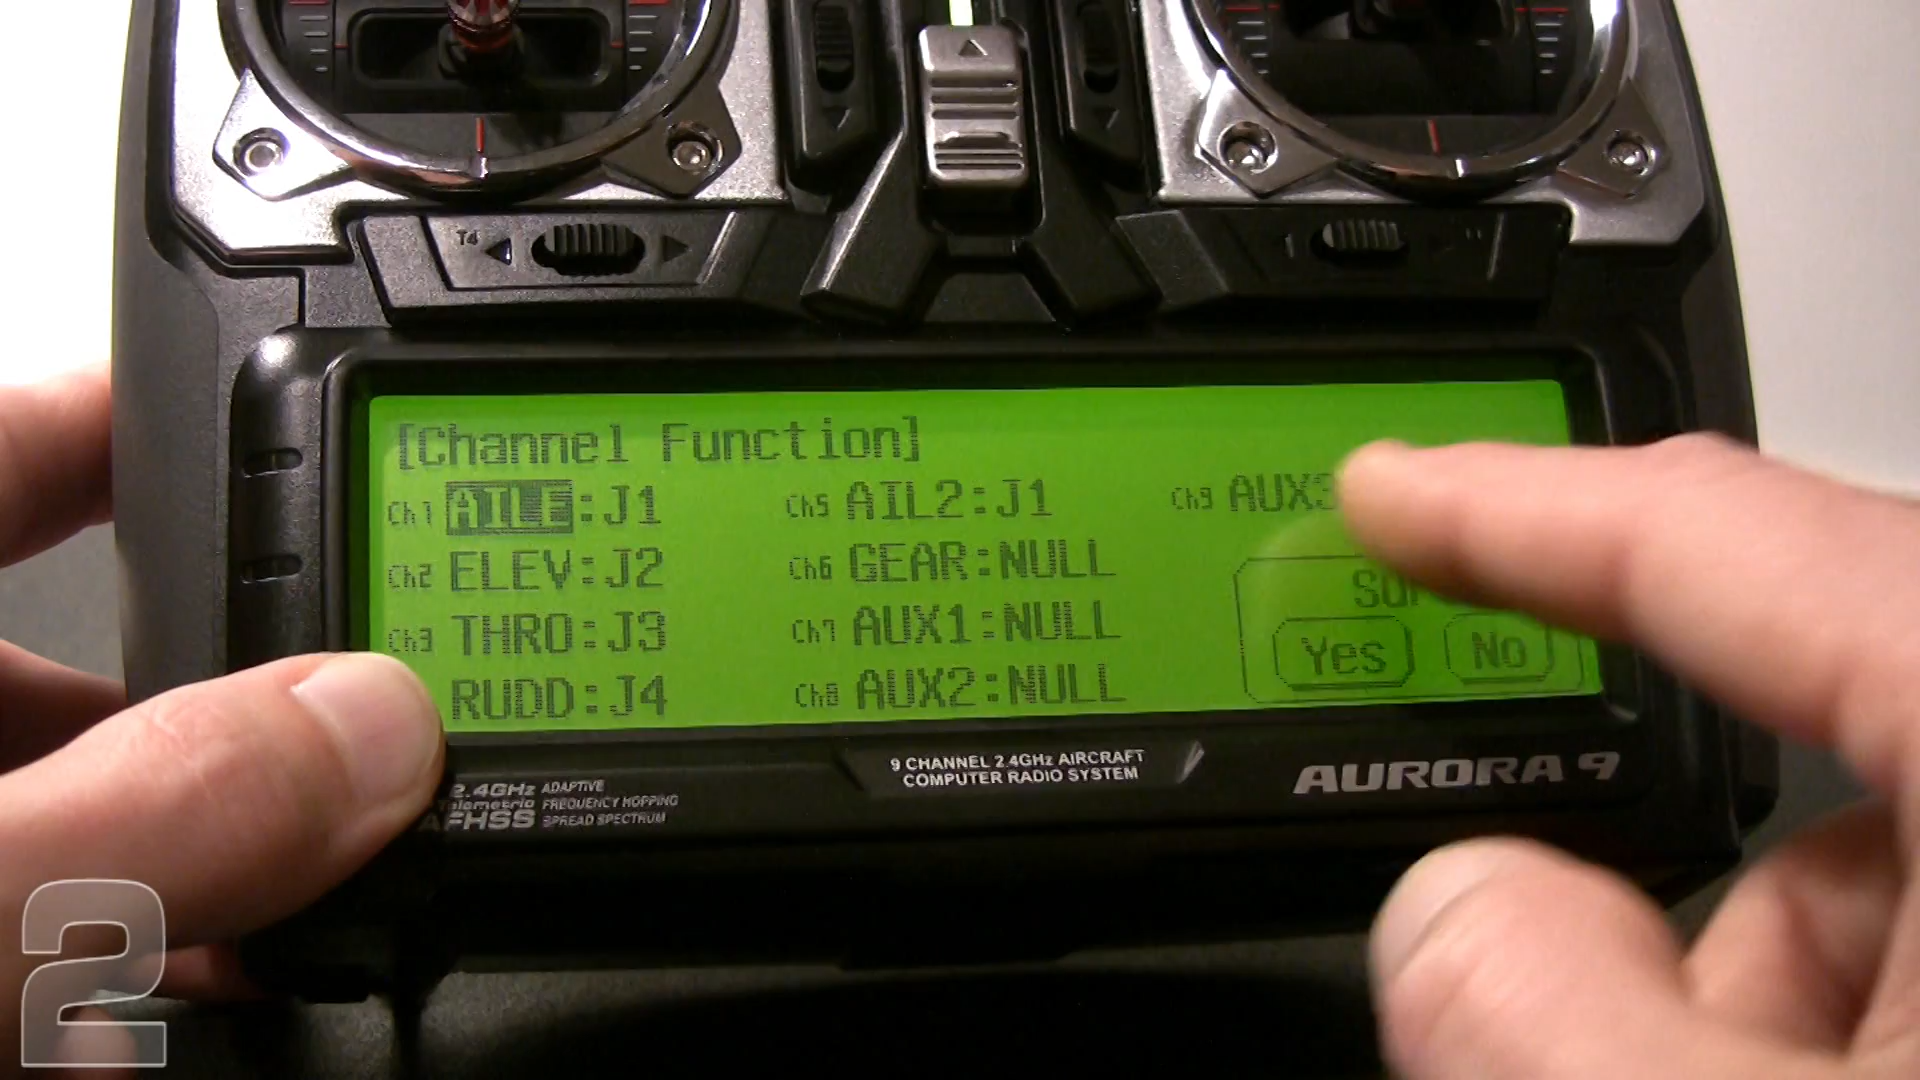 T4
[Channel Function]
Ch1 AILE:J1
Ch2 ELEV:J2
Ch3 THRO:J3
RUDD:J4
Ch5 AIL2:J1
Ch6 GEAR:NULL
Ch7 AUX1:NULL
Ch8 AUX2:NULL
Ch9 AUX3
Yes No
9 CHANNEL 2.4GHz AIRCRAFT
COMPUTER RADIO SYSTEM
AURORA 9
2.4GHz ADAPTIVE
Telemetric FREQUENCY HOPPING
AFHSS SPREAD SPECTRUM
2